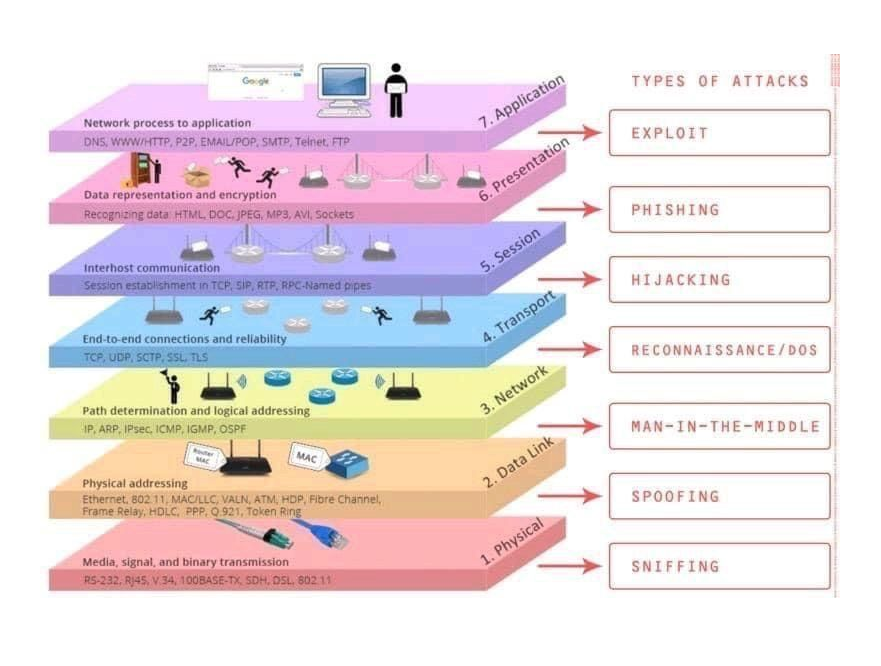 TYPES OF ATTACKS
Google
7. Application
Network process to application
DNS, WWW/HTTP, P2P, EMAIL/POP, SMTP, Telnet, FTP
EXPLOIT
6. Presentation
Data representation and encryption
Recognizing data: HTML, DOC, JPEG, MP3, AVI, Sockets
PHISHING
5. Session
Interhost communication
Session establishment in TCP, SIP, RTP, RPC-Named pipes
HIJACKING
4. Transport
End-to-end connections and reliability
TCP, UDP, SCTP, SSL, TLS
RECONNAISSANCE/DOS
3. Network
Path determination and logical addressing
IP, ARP, IPsec, ICMP, IGMP, OSPF
MAN-IN-THE-MIDDLE
2. Data Link
Router
MAC
MAC
Physical addressing
Ethernet, 802.11, MAC/LLC, VALN, ATM, HDP, Fibre Channel,
Frame Relay, HDLC, PPP, Q.921, Token Ring
SPOOFING
1. Physical
Media, signal, and binary transmission
RS-232, RJ45, V.34, 100BASE-TX, SDH, DSL, 802.11
SNIFFING